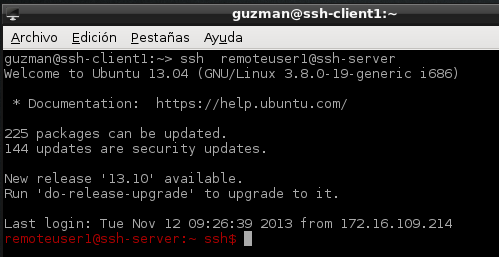 guzman@ssh-client1:~
Archivo Edición Pestañas Ayuda
guzman@ssh-client1:~> ssh  remoteuser1@ssh-server
Welcome to Ubuntu 13.04 (GNU/Linux 3.8.0-19-generic i686)
* Documentation:  https://help.ubuntu.com/
225 packages can be updated.
144 updates are security updates.
New release '13.10' available.
Run 'do-release-upgrade' to upgrade to it.
Last login: Tue Nov 12 09:26:39 2013 from 172.16.109.214
remoteuser1@ssh-server:~ ssh$